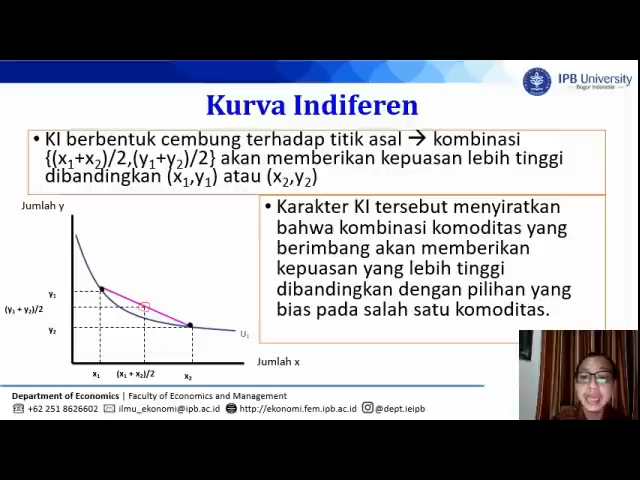 IPB University
Bogor Indonesia
Kurva Indiferen
• KI berbentuk cembung terhadap titik asal → kombinasi
{(x₁+x₂)/2,(y₁+y₂)/2} akan memberikan kepuasan lebih tinggi
dibandingkan (x₁,y₁) atau (x₂,y₂)
Jumlah y
y₁
(y₁ + y₂)/2
y₂
U₁
x₁
(x₁ + x₂)/2
x₂
Jumlah x
• Karakter KI tersebut menyiratkan
bahwa kombinasi komoditas yang
berimbang akan memberikan
kepuasan yang lebih tinggi
dibandingkan dengan pilihan yang
bias pada salah satu komoditas.
Department of Economics | Faculty of Economics and Management
+62 251 8626602 ilmu_ekonomi@ipb.ac.id http://ekonomi.fem.ipb.ac.id @dept.ieipb